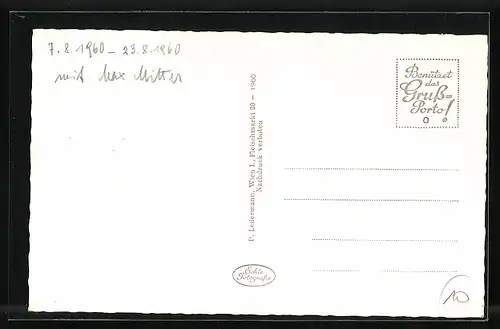 7.8.1960 – 23.8.1960
mit Max Mitter
Benützet
das
Gruß=
Porto!
P. Ledermann, Wien I., Fleischmarkt 20 – 1960
Nachdruck verboten
Echte
Fotografie
10